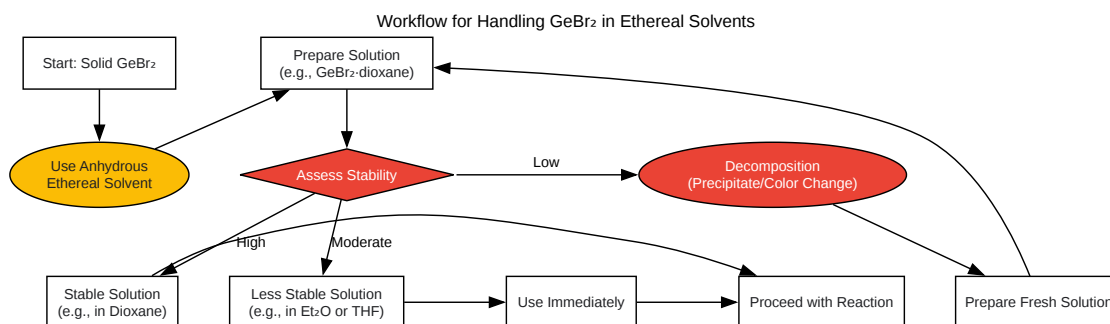 Workflow for Handling GeBr₂ in Ethereal Solvents
Start: Solid GeBr₂
Prepare Solution
(e.g., GeBr₂·dioxane)
Use Anhydrous
Ethereal Solvent
Assess Stability
Low
Decomposition
(Precipitate/Color Change)
High
Moderate
Stable Solution
(e.g., in Dioxane)
Less Stable Solution
(e.g., in Et₂O or THF)
Use Immediately
Proceed with Reaction
Prepare Fresh Solution